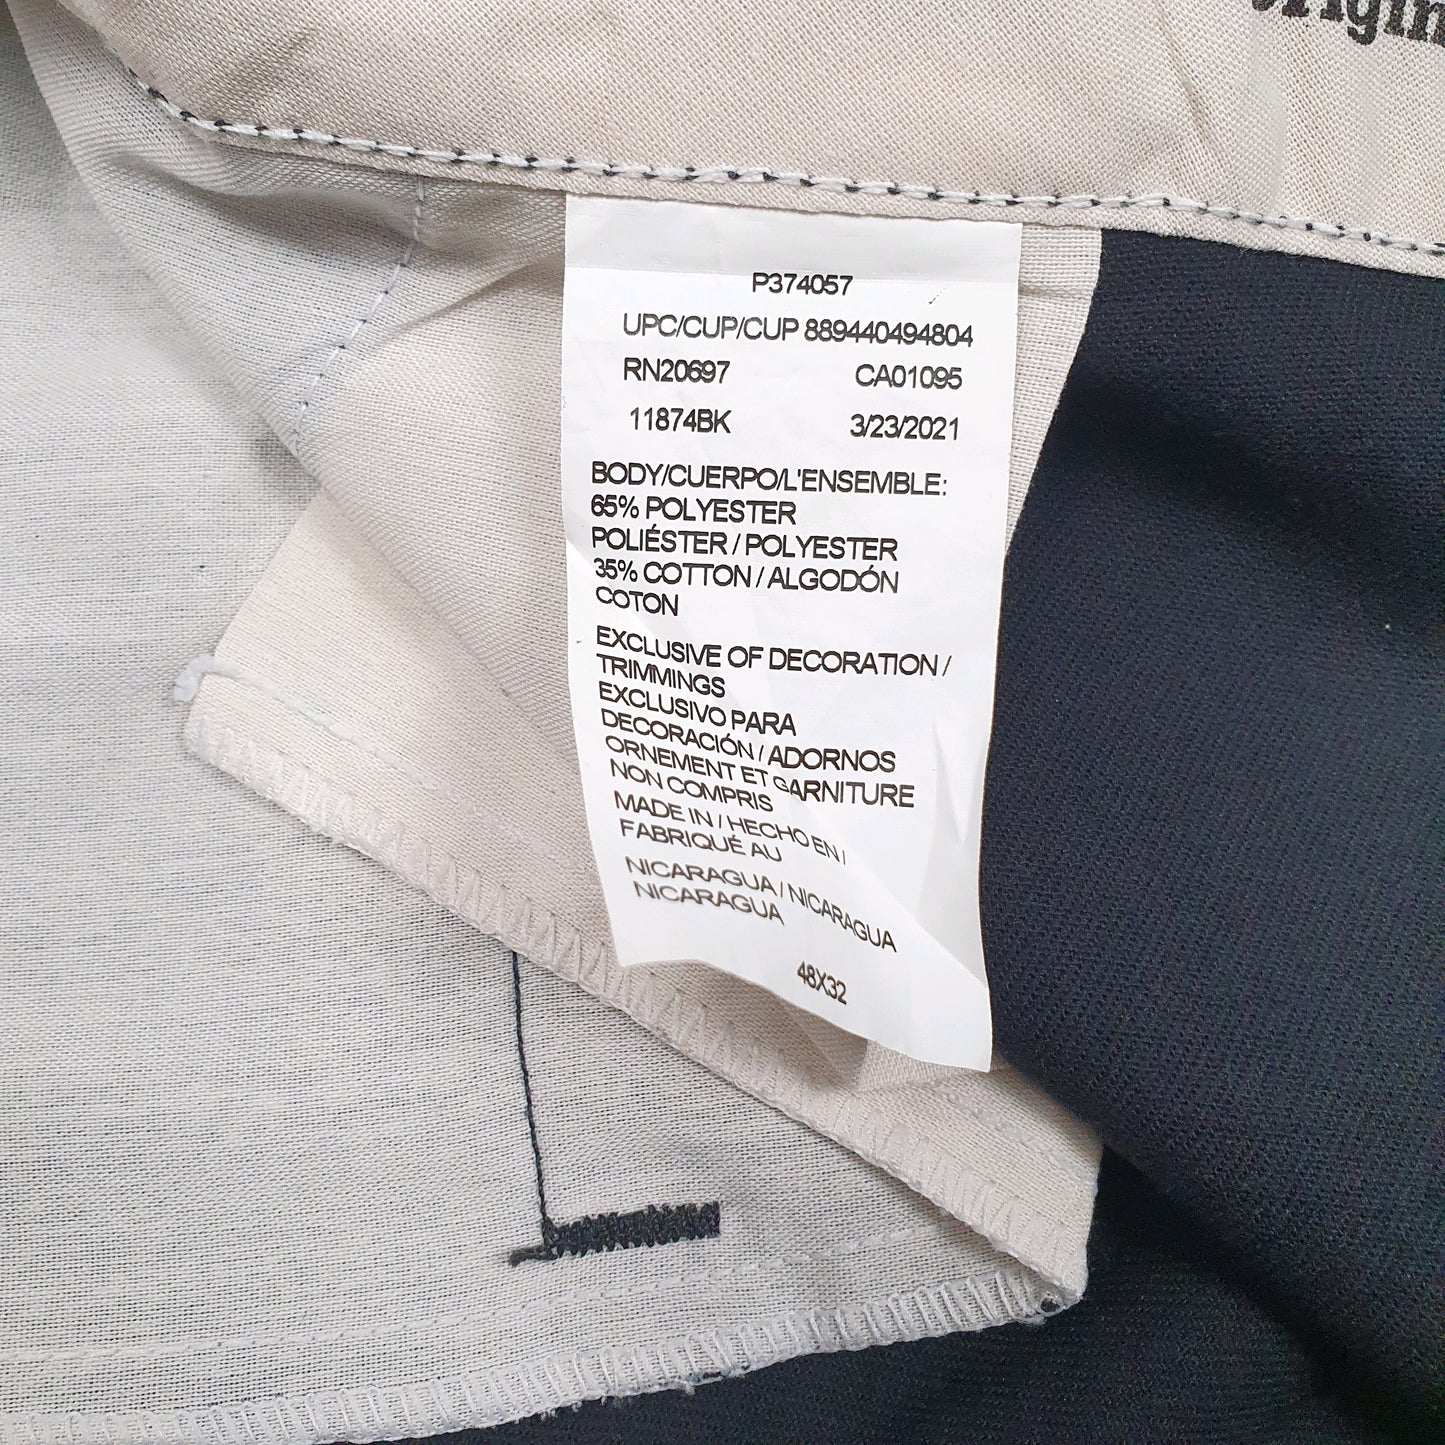 P374057
UPC/CUP/CUP 889440494804
RN20697 CA01095
11874BK 3/23/2021
BODY/CUERPO/L'ENSEMBLE:
65% POLYESTER
POLIÉSTER / POLYESTER
35% COTTON / ALGODÓN
COTON
EXCLUSIVE OF DECORATION /
TRIMMINGS
EXCLUSIVO PARA
DECORACIÓN / ADORNOS
ORNEMENT ET GARNITURE
NON COMPRIS
MADE IN / HECHO EN /
FABRIQUÉ AU
NICARAGUA / NICARAGUA
NICARAGUA
48X32